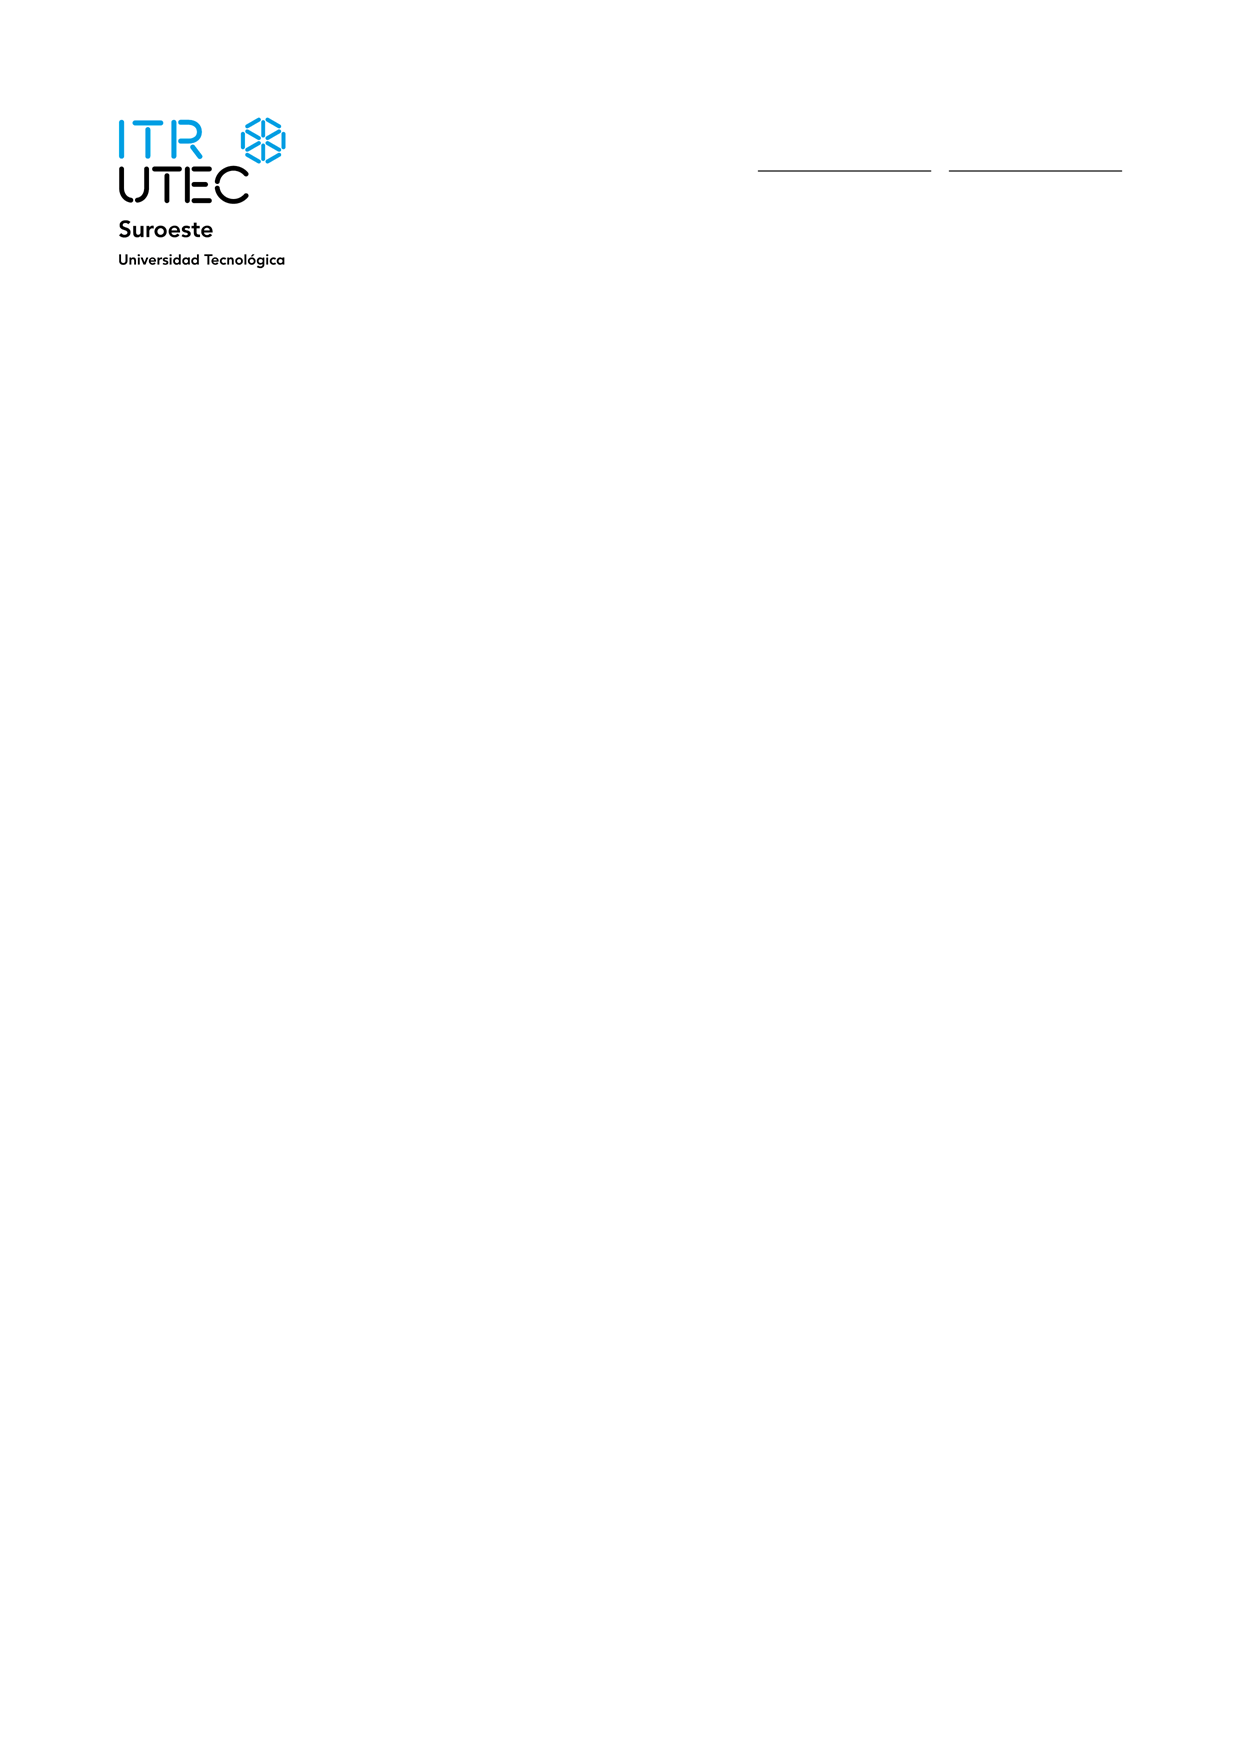 ITR
UTEC
Suroeste
Universidad Tecnológica